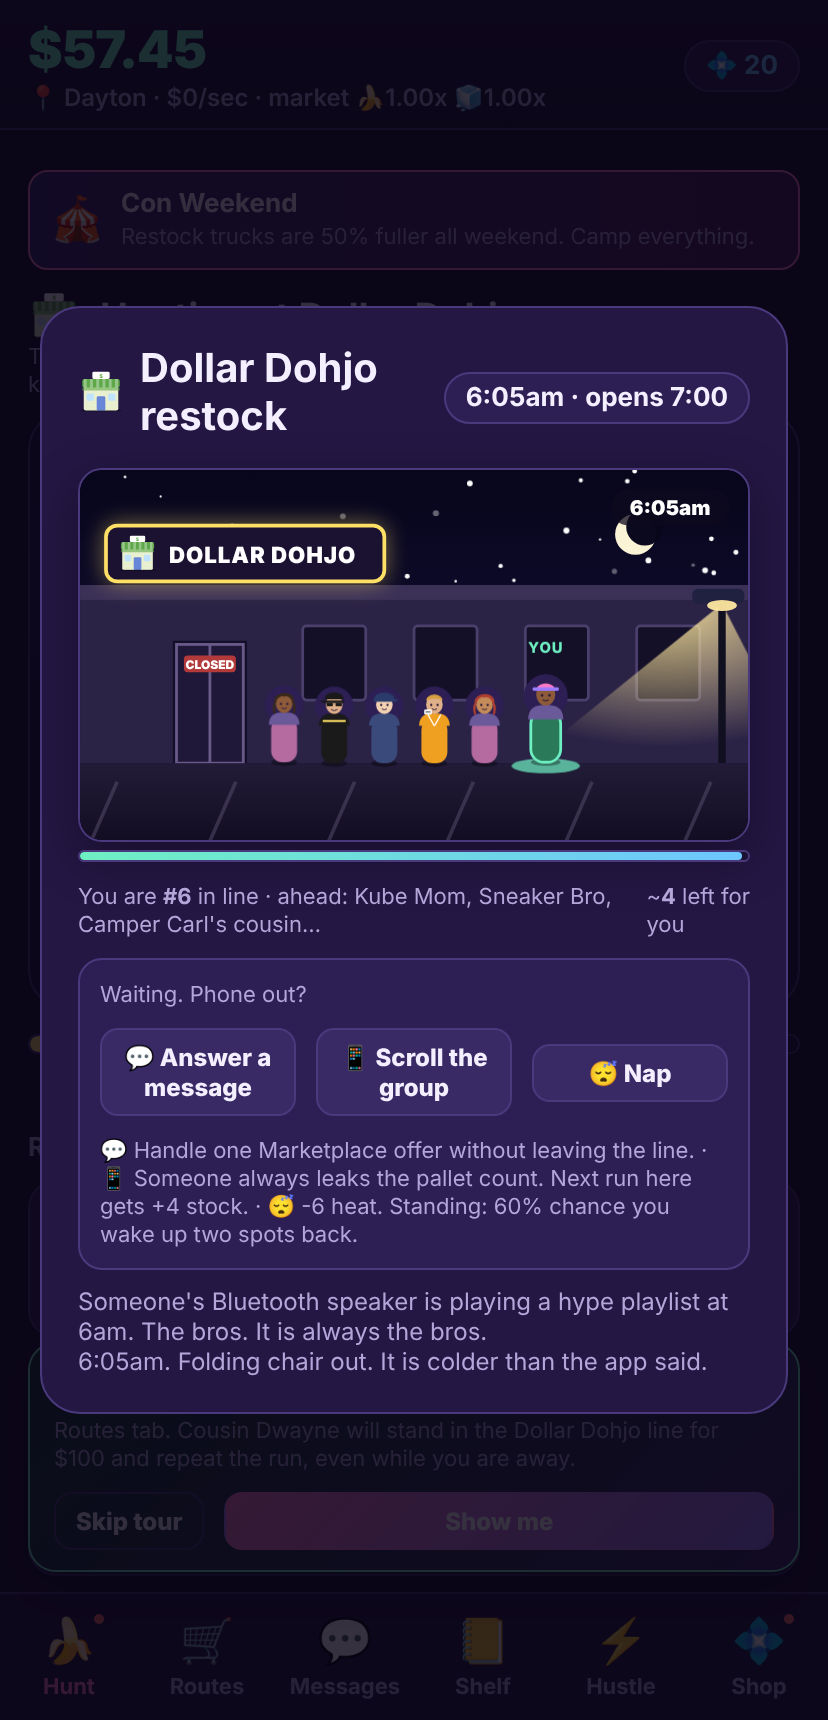 $57.45
📍 Dayton · $0/sec · market 🍌1.00x 🧊1.00x
💠 20
Con Weekend
Restock trucks are 50% fuller all weekend. Camp everything.
Dollar Dohjo
restock
6:05am · opens 7:00
6:05am
DOLLAR DOHJO
YOU
CLOSED
You are #6 in line · ahead: Kube Mom, Sneaker Bro,
Camper Carl's cousin...
~4 left for
you
Waiting. Phone out?
💬 Answer a
message
📱 Scroll the
group
😴 Nap
💬 Handle one Marketplace offer without leaving the line. ·
📱 Someone always leaks the pallet count. Next run here
gets +4 stock. · 😴 -6 heat. Standing: 60% chance you
wake up two spots back.
Someone's Bluetooth speaker is playing a hype playlist at
6am. The bros. It is always the bros.
6:05am. Folding chair out. It is colder than the app said.
Routes tab. Cousin Dwayne will stand in the Dollar Dohjo line for
$100 and repeat the run, even while you are away.
Skip tour
Show me
Hunt
Routes
Messages
Shelf
Hustle
Shop